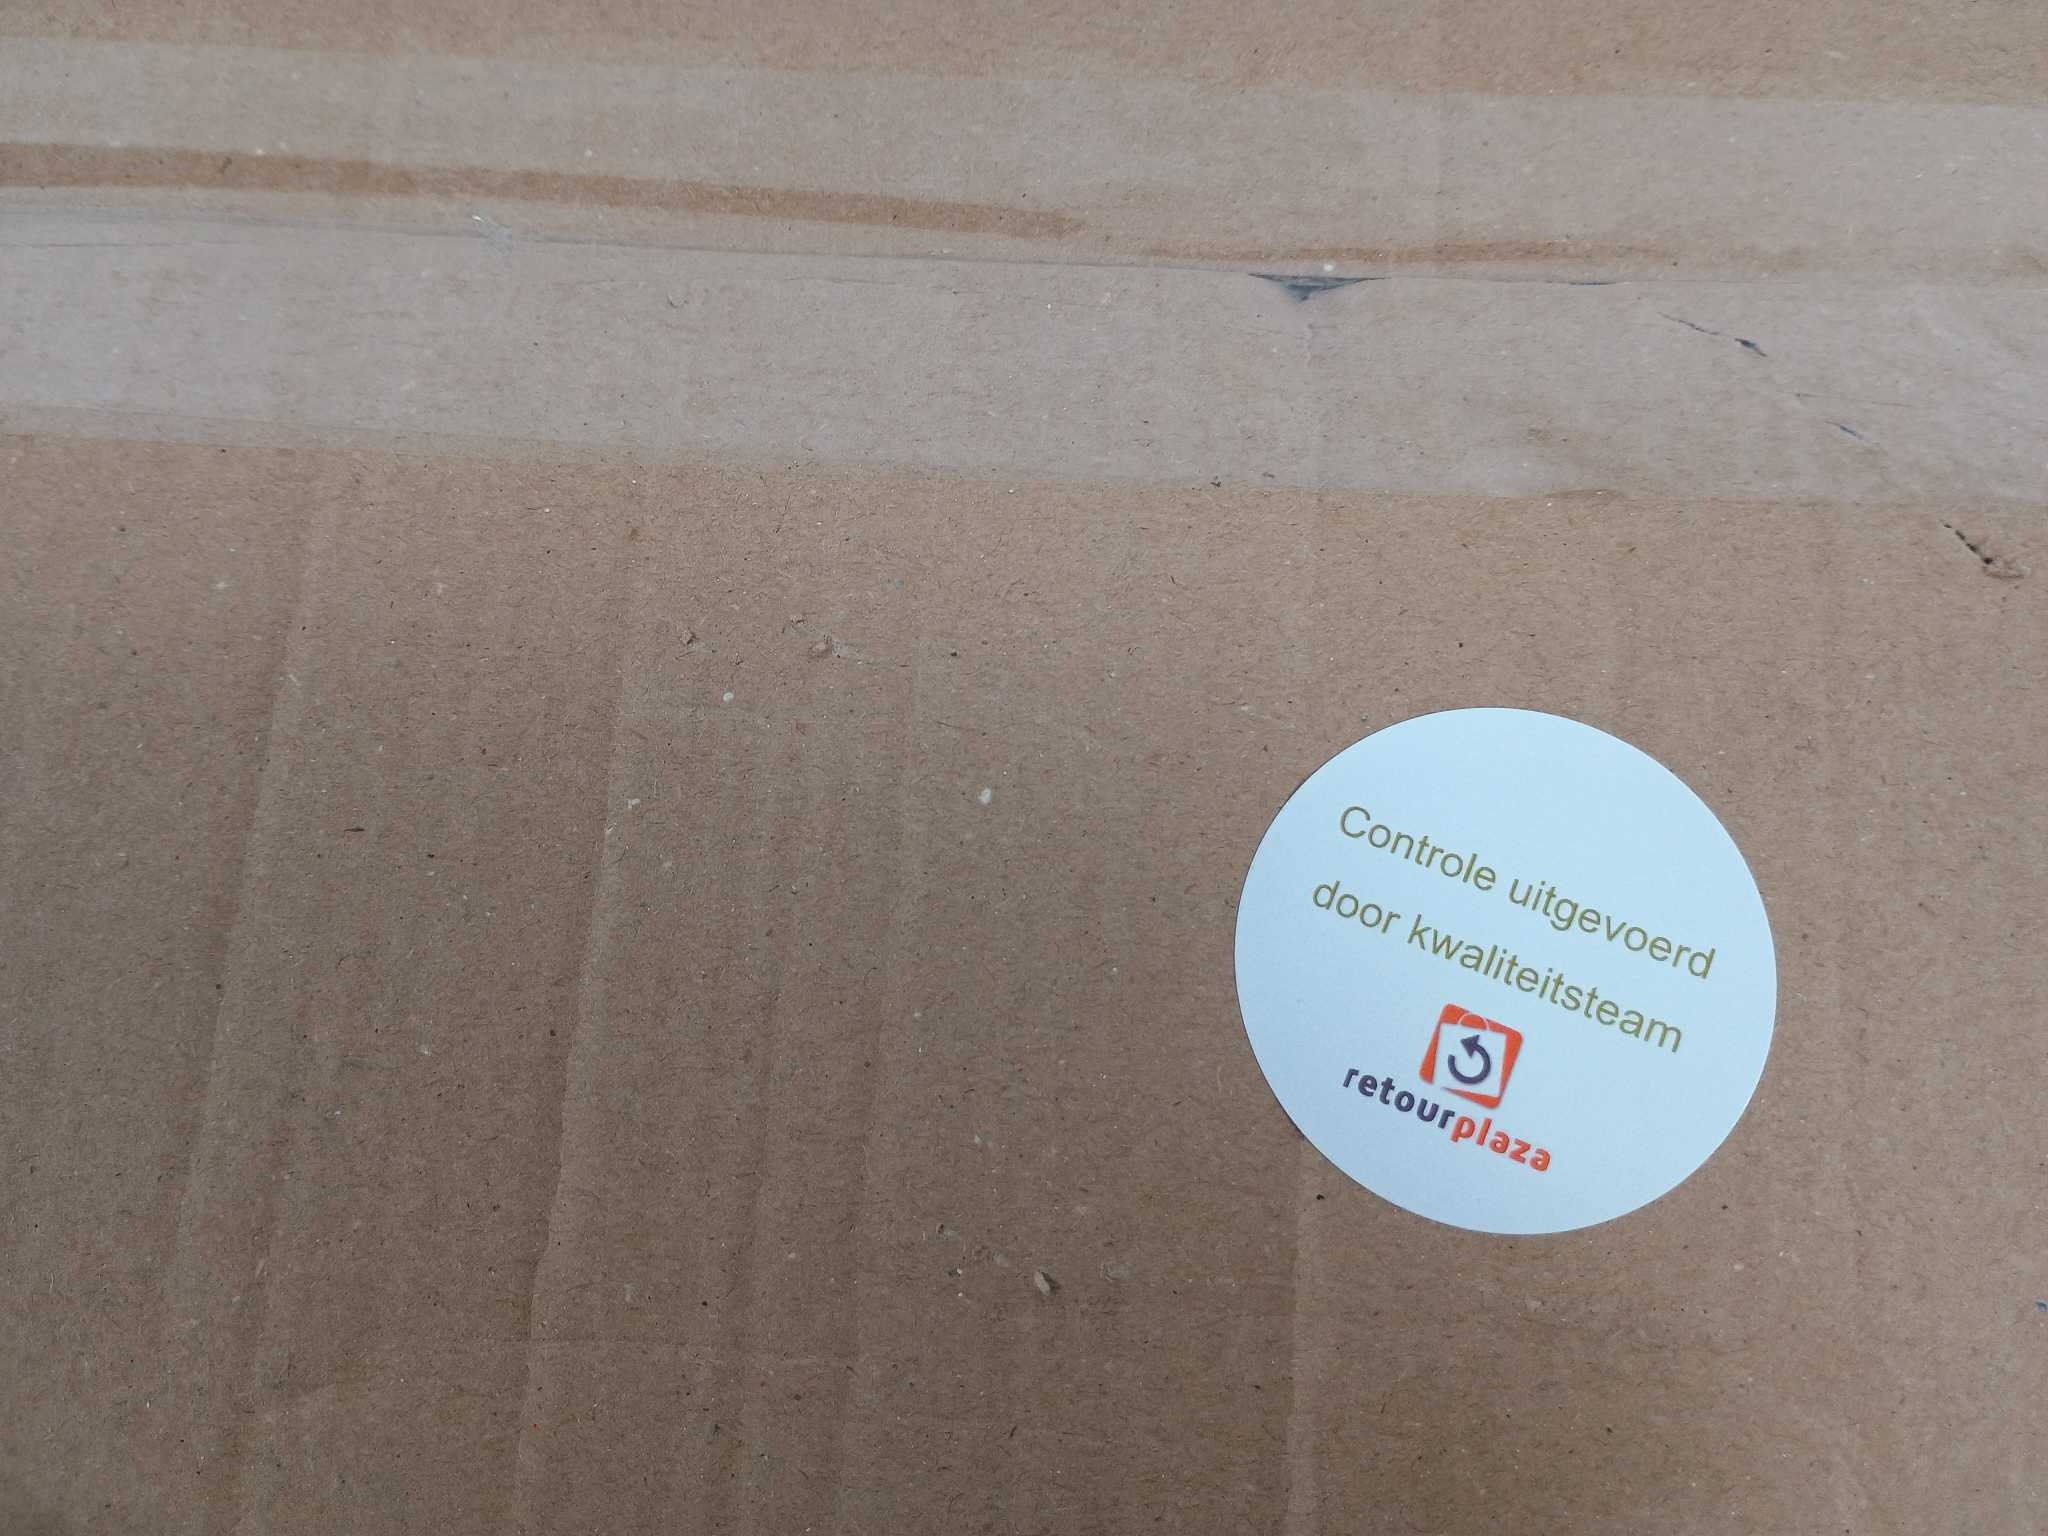 Controle uitgevoerd
door kwaliteitsteam
retourplaza